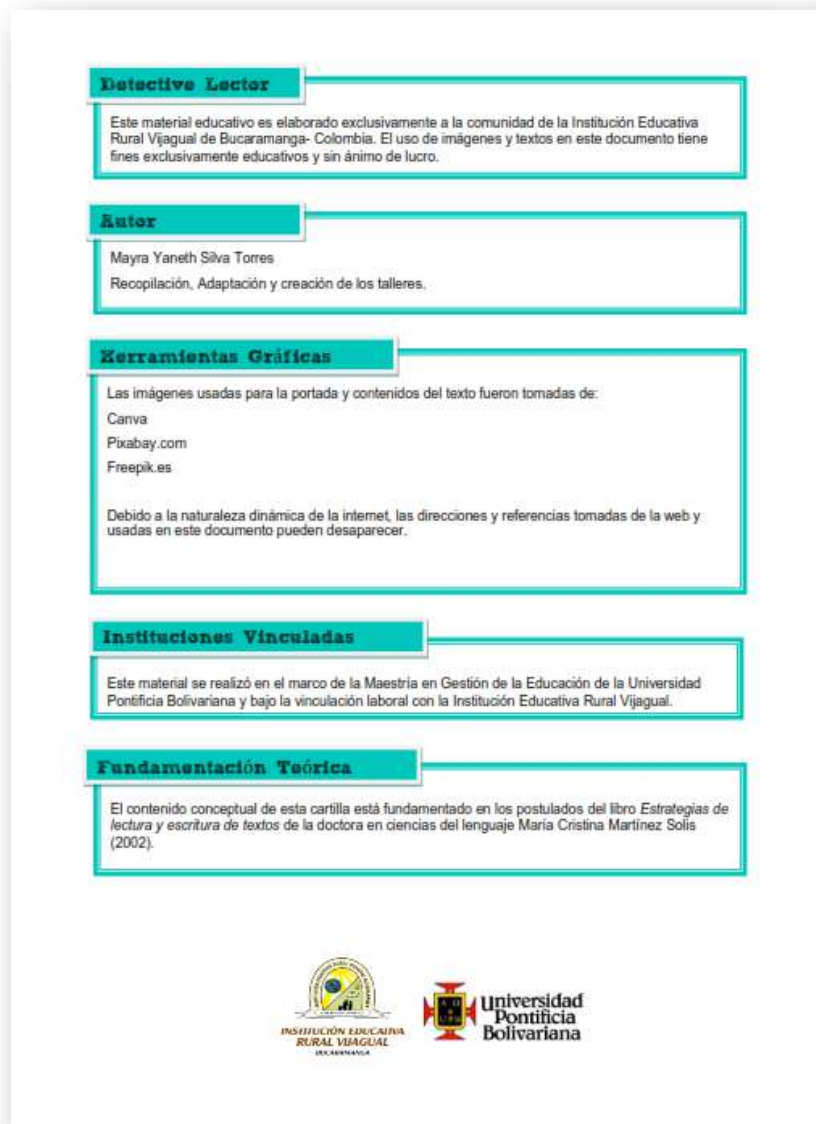 Detective Lector
Este material educativo es elaborado exclusivamente a la comunidad de la Institución Educativa
Rural Vijagual de Bucaramanga- Colombia. El uso de imágenes y textos en este documento tiene
fines exclusivamente educativos y sin ánimo de lucro.
Autor
Mayra Yaneth Silva Torres
Recopilación, Adaptación y creación de los talleres.
Herramientas Gráficas
Las imágenes usadas para la portada y contenidos del texto fueron tomadas de:
Canva
Pixabay.com
Freepik.es
Debido a la naturaleza dinámica de la internet, las direcciones y referencias tomadas de la web y
usadas en este documento pueden desaparecer.
Instituciones Vinculadas
Este material se realizó en el marco de la Maestría en Gestión de la Educación de la Universidad
Pontificia Bolivariana y bajo la vinculación laboral con la Institución Educativa Rural Vijagual.
Fundamentación Teórica
El contenido conceptual de esta cartilla está fundamentado en los postulados del libro Estrategias de
lectura y escritura de textos de la doctora en ciencias del lenguaje María Cristina Martínez Solis
(2002).
INSTITUCIÓN EDUCATIVA
RURAL VIJAGUAL
BUCARAMANGA
Universidad
Pontificia
Bolivariana